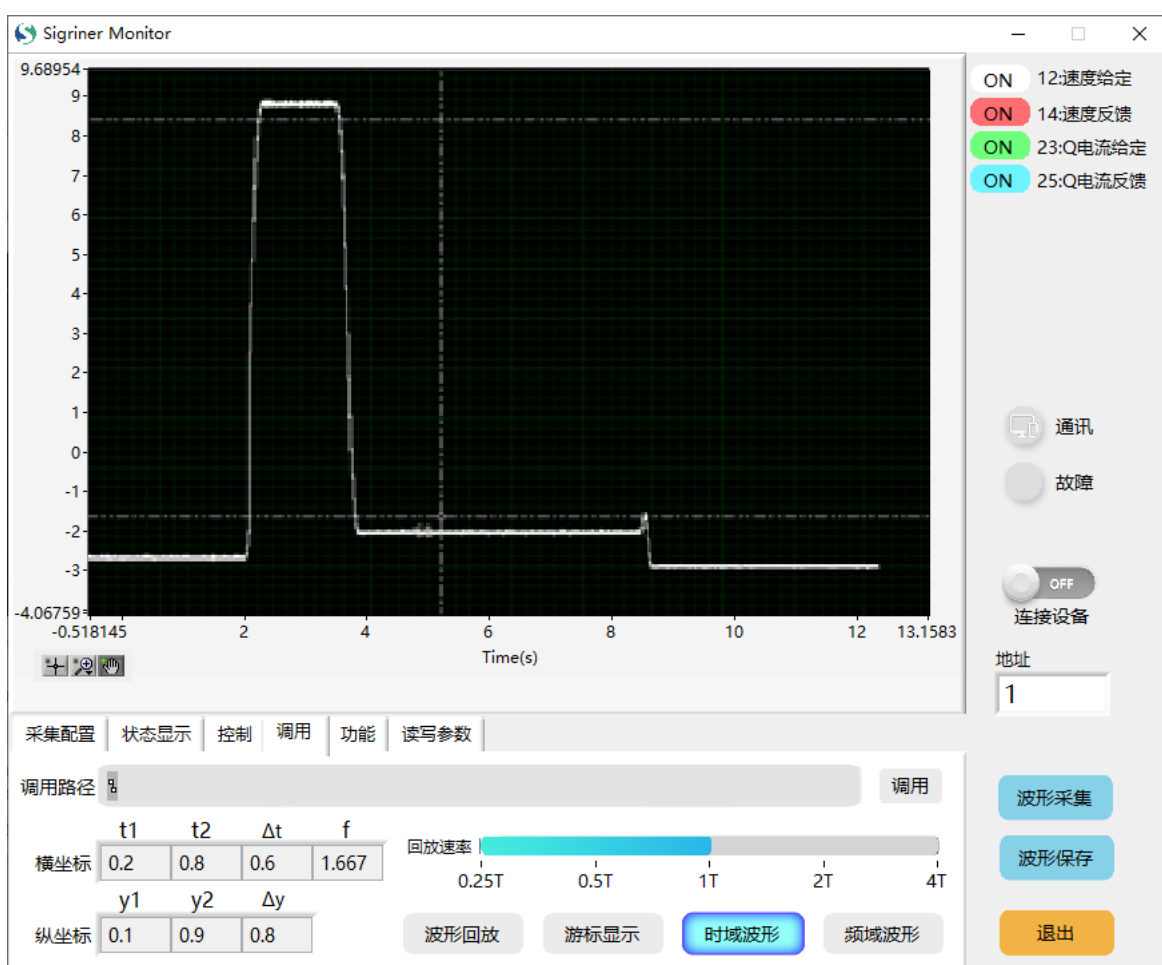 Sigriner Monitor
9.68954
9
8
7
6
5
4
3
2
1
0
-1
-2
-3
-4.06759
-0.518145 2 4 6 8 10 12 13.1583
Time(s)
ON 12:速度给定
ON 14:速度反馈
ON 23:Q电流给定
ON 25:Q电流反馈
通讯
故障
OFF
连接设备
地址
1
采集配置 状态显示 控制 调用 功能 读写参数
调用路径 调用
t1 t2 Δt f
横坐标 0.2 0.8 0.6 1.667
y1 y2 Δy
纵坐标 0.1 0.9 0.8
回放速率
0.25T 0.5T 1T 2T 4T
波形回放 游标显示 时域波形 频域波形
波形采集
波形保存
退出